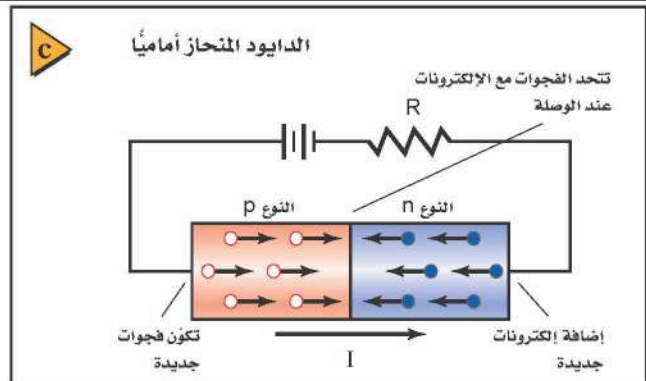 C
الدايود المنحاز أماميًّا
تتحد الفجوات مع الإلكترونات
عند الوصلة
R
النوع p
النوع n
تكوّن فجوات
جديدة
I
إضافة إلكترونات
جديدة